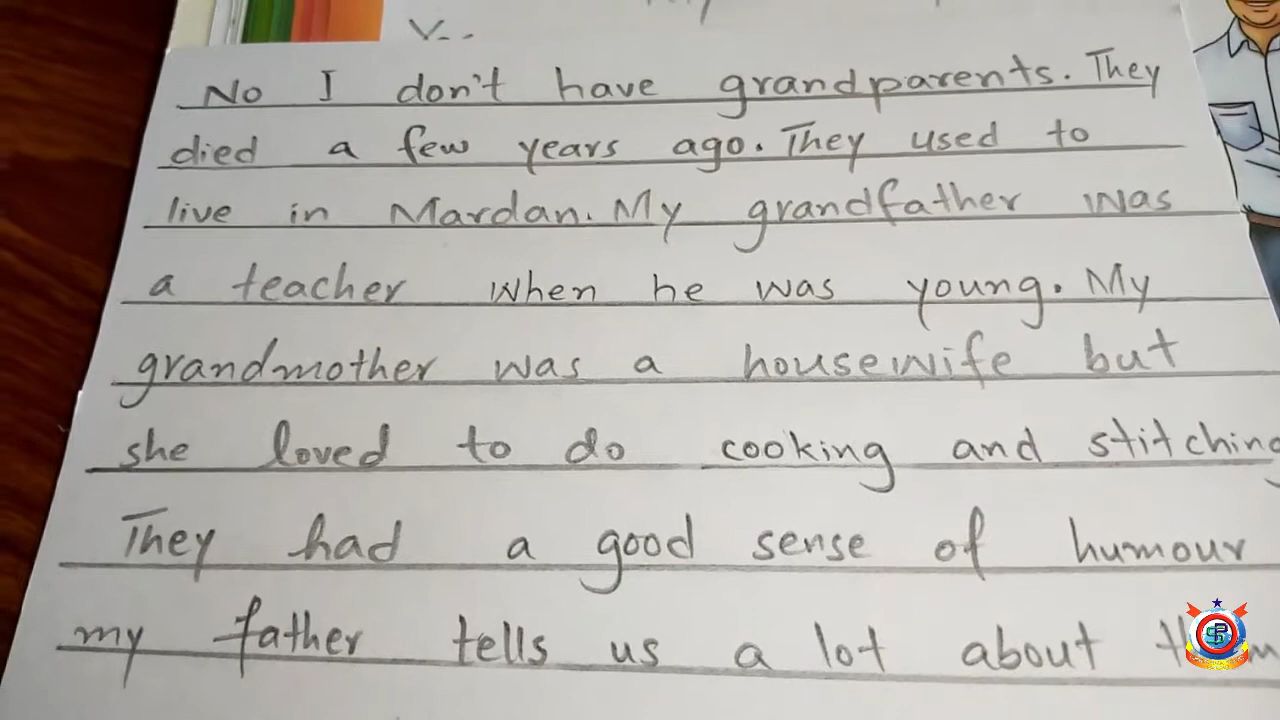 No I don't have grandparents. They
died a few years ago. They used to
live in Mardan. My grandfather was
a teacher when he was young. My
grandmother was a housewife but
she loved to do cooking and stitching
They had a good sense of humour
my father tells us a lot about them